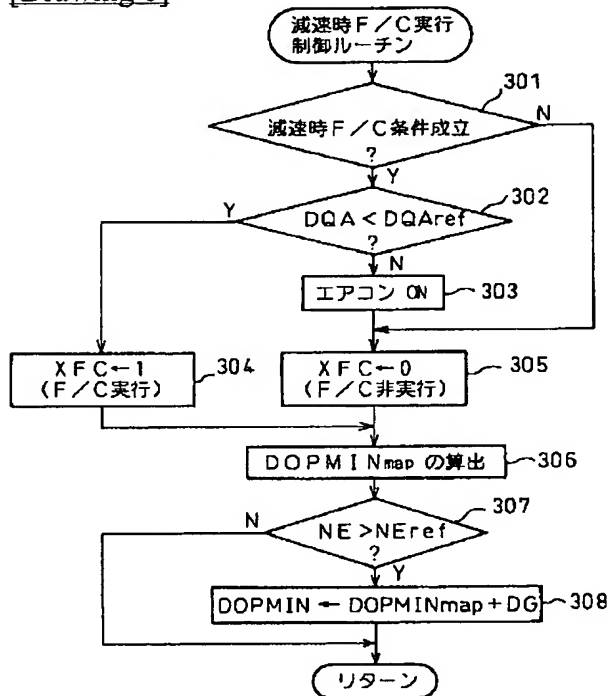 減速時F/C実行
制御ルーチン
301
減速時F/C条件成立
?
N
Y
302
DQA<DQAref
?
Y
N
エアコン ON
303
XFC←1
(F/C実行)
304
XFC←0
(F/C非実行)
305
DOPMINmap の算出
306
307
NE>NEref
?
N
Y
DOPMIN ← DOPMINmap+DG
308
リターン